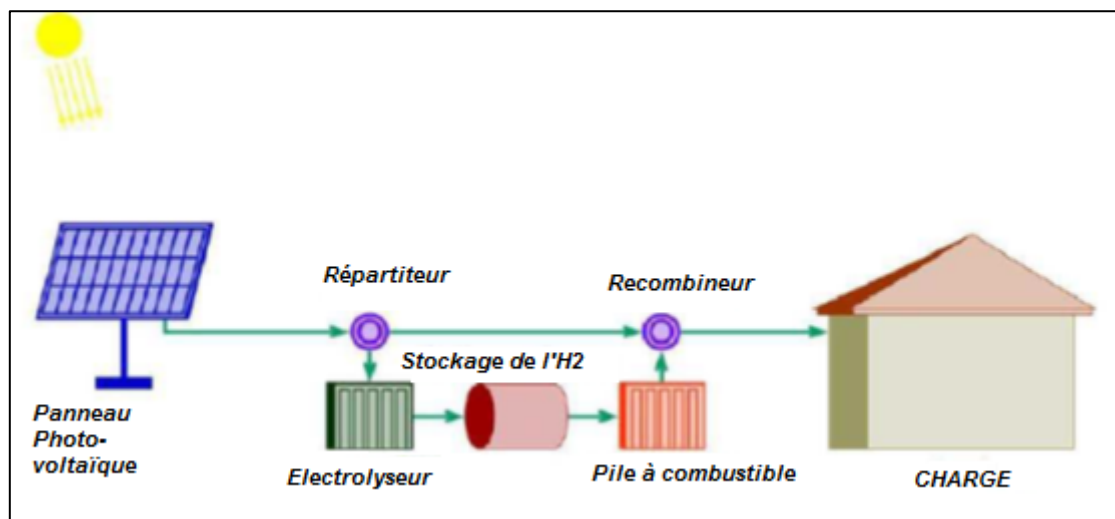 Répartiteur
Recombineur
Stockage de l'H2
Panneau
Photo-
voltaïque
Electrolyseur
Pile à combustible
CHARGE